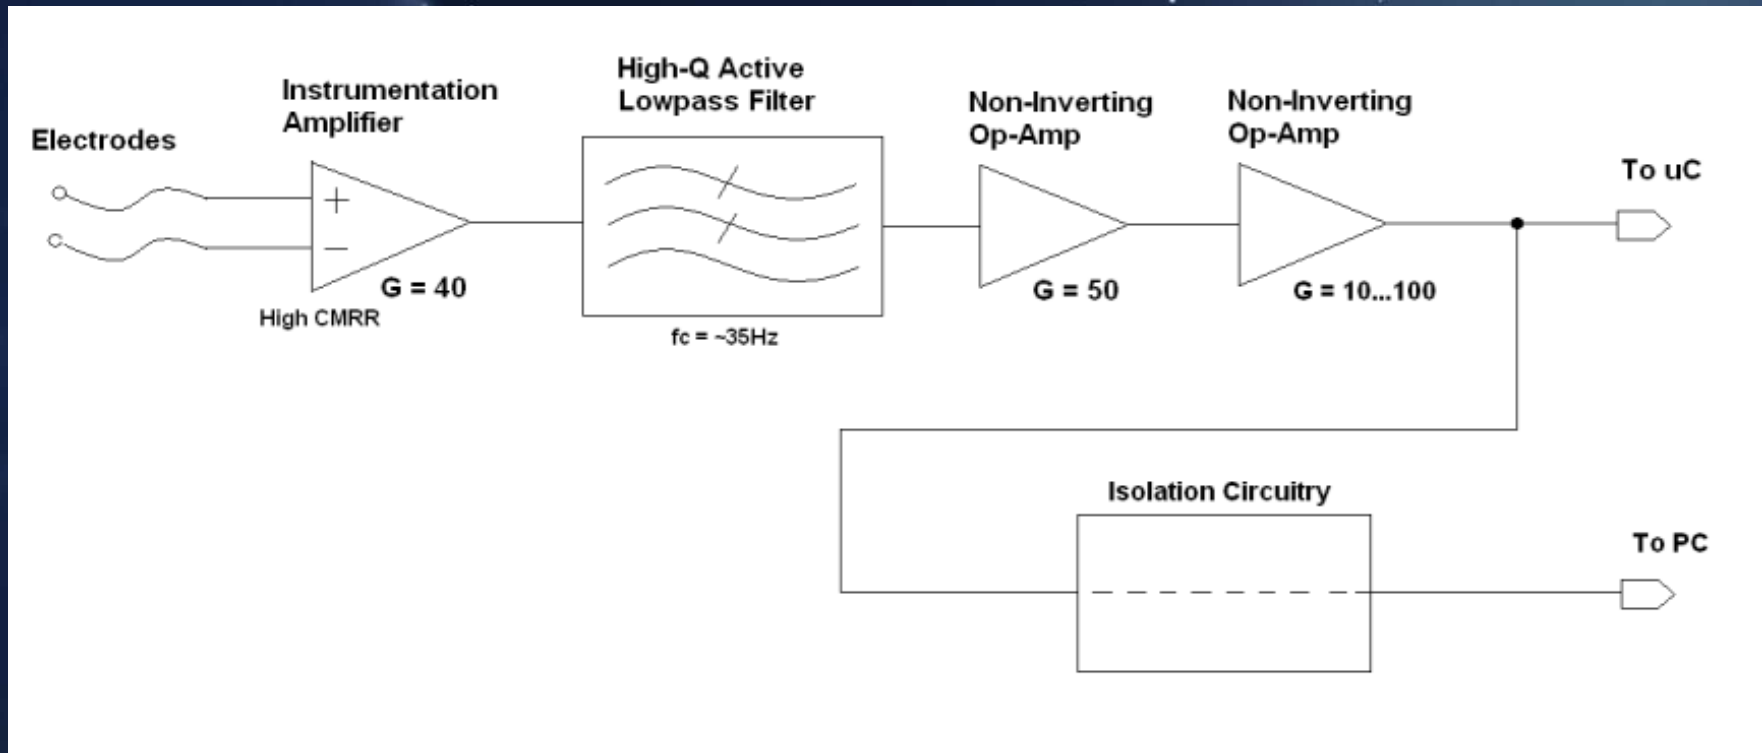 Electrodes
Instrumentation
Amplifier
+
−
G = 40
High CMRR
High-Q Active
Lowpass Filter
fc = ~35Hz
Non-Inverting
Op-Amp
G = 50
Non-Inverting
Op-Amp
G = 10...100
To uC
Isolation Circuitry
To PC